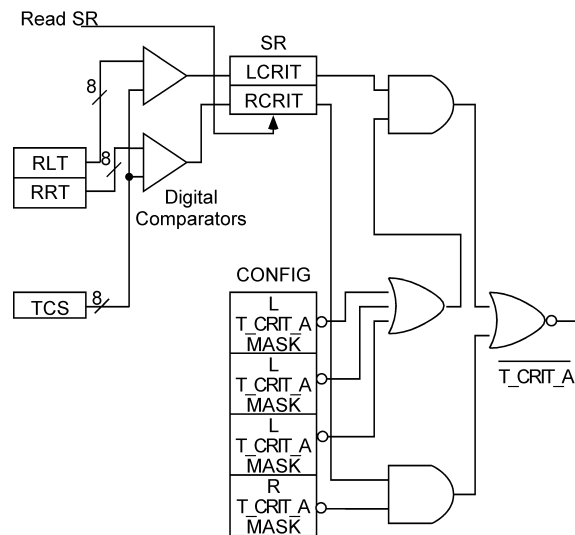 Read SR
SR
LCRIT
RCRIT
8
8
RLT
RRT
Digital
Comparators
TCS
8
CONFIG
L
T_CRIT_A
MASK
L
T_CRIT_A
MASK
L
T_CRIT_A
MASK
R
T_CRIT_A
MASK
T_CRIT_A